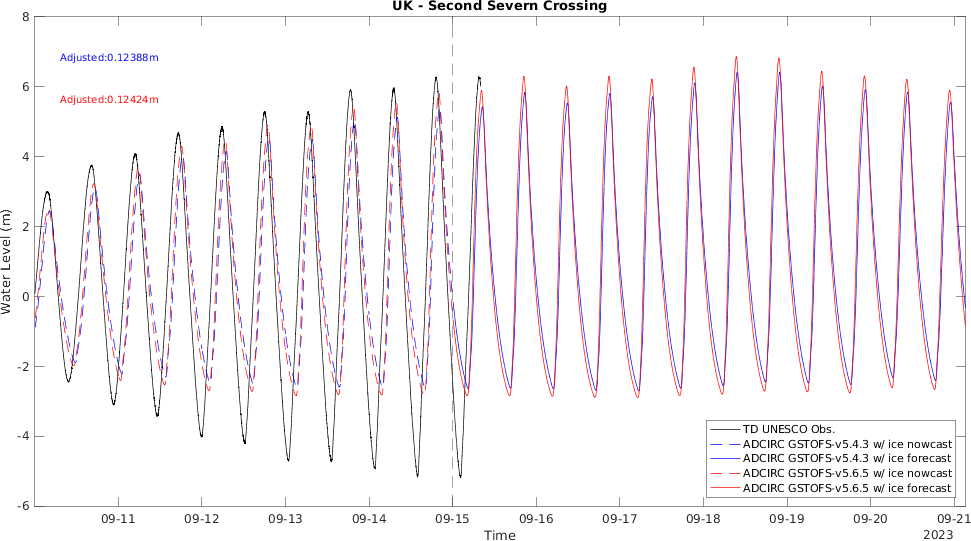 UK - Second Severn Crossing
Adjusted:0.12388m
Adjusted:0.12424m
Water Level (m)
8
6
4
2
0
-2
-4
-6
TD UNESCO Obs.
ADCIRC GSTOFS-v5.4.3 w/ ice nowcast
ADCIRC GSTOFS-v5.4.3 w/ ice forecast
ADCIRC GSTOFS-v5.6.5 w/ ice nowcast
ADCIRC GSTOFS-v5.6.5 w/ ice forecast
09-11 09-12 09-13 09-14 09-15 09-16 09-17 09-18 09-19 09-20 09-21
Time
2023